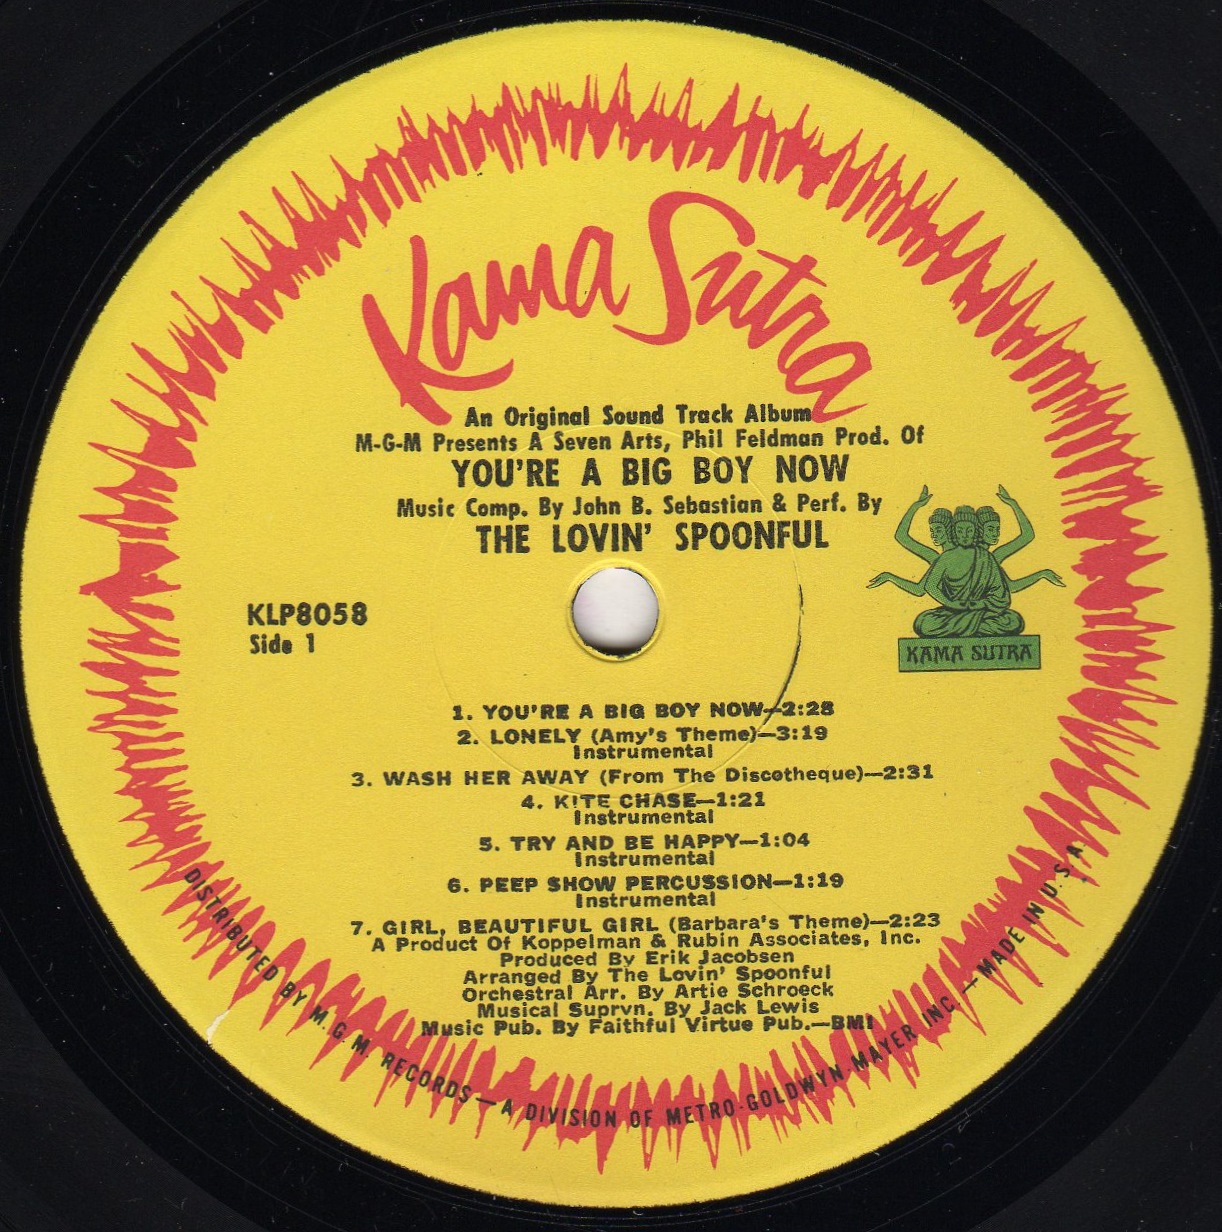 Kama Sutra
An Original Sound Track Album
M-G-M Presents A Seven Arts, Phil Feldman Prod. Of
YOU'RE A BIG BOY NOW
Music Comp. By John B. Sebastian & Perf. By
THE LOVIN' SPOONFUL
KLP8058
Side 1
KAMA SUTRA
1. YOU'RE A BIG BOY NOW—2:28
2. LONELY (Amy's Theme)—3:19
Instrumental
3. WASH HER AWAY (From The Discotheque)—2:31
4. KITE CHASE—1:21
Instrumental
5. TRY AND BE HAPPY—1:04
Instrumental
6. PEEP SHOW PERCUSSION—1:19
Instrumental
7. GIRL, BEAUTIFUL GIRL (Barbara's Theme)—2:23
A Product Of Koppelman & Rubin Associates, Inc.
Produced By Erik Jacobsen
Arranged By The Lovin' Spoonful
Orchestral Arr. By Artie Schroeck
Musical Suprvn. By Jack Lewis
Music Pub. By Faithful Virtue Pub.—BMI
DISTRIBUTED BY M.G.M. RECORDS—A DIVISION OF METRO-GOLDWYN-MAYER INC.—MADE IN U.S.A.